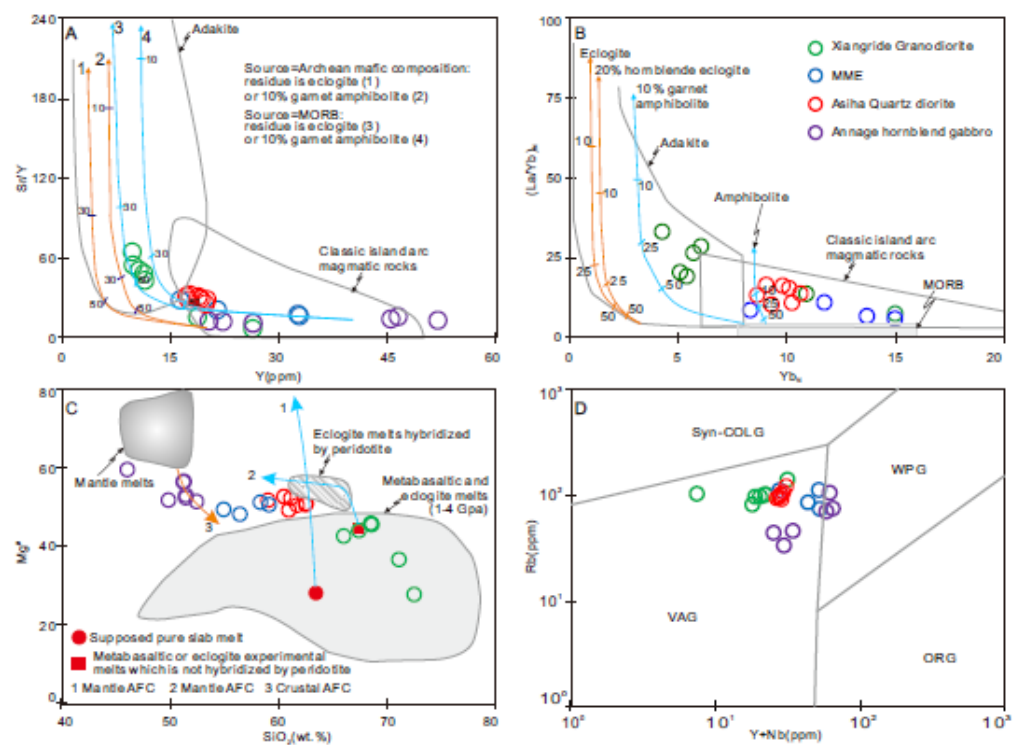 A
240
180
120
60
0
Sr/Y
0
15
30
45
60
Y(ppm)
1
2
3
4
10
10
30
50
30
30
50
50
Adakite
Source=Archean mafic composition:
residue is eclogite (1)
or 10% garnet amphibolite (2)
Source=MORB:
residue is eclogite (3)
or 10% garnet amphibolite (4)
Classic island arc
magmatic rocks
B
100
75
50
25
0
(La/Yb)ₙ
0
5
10
15
20
Ybₙ
Eclogite
20% hornblende eclogite
10% garnet
amphibolite
Adakite
Amphibolite
Classic island arc
magmatic rocks
MORB
10
10
10
25
25
25
50
50
50
50
Xiangride Granodiorite
MME
Asiha Quartz diorite
Annage hornblend gabbro
C
80
60
40
20
0
Mg#
40
50
60
70
80
SiO₂(wt.%)
Mantle melts
1
2
3
Eclogite melts hybridized
by peridotite
Metabasaltic and
eclogite melts
(1-4 Gpa)
Supposed pure slab melt
Metabasaltic or eclogite experimental
melts which is not hybridized by peridotite
1 Mantle AFC 2 Mantle AFC 3 Crustal AFC
D
10³
10²
10¹
10⁰
Rb(ppm)
10⁰
10¹
10²
10³
Y+Nb(ppm)
Syn-COLG
WPG
VAG
ORG